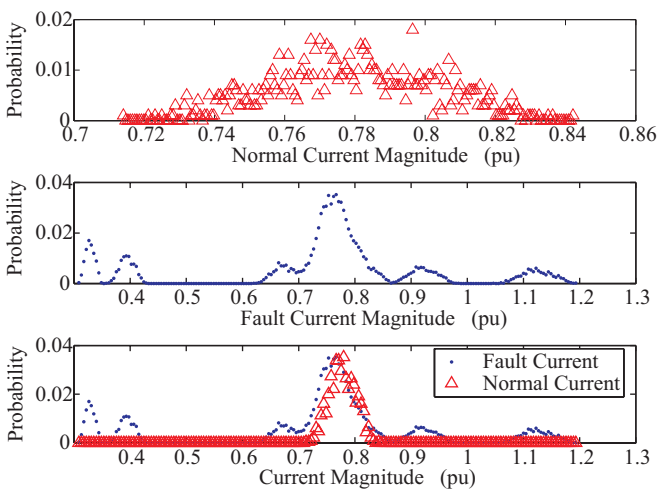 Probability
0.02
0.01
0
0.7 0.72 0.74 0.76 0.78 0.8 0.82 0.84 0.86
Normal Current Magnitude (pu)
Probability
0.04
0.02
0
0.4 0.5 0.6 0.7 0.8 0.9 1 1.1 1.2 1.3
Fault Current Magnitude (pu)
Probability
0.04
0.02
0
Fault Current
Normal Current
0.4 0.5 0.6 0.7 0.8 0.9 1 1.1 1.2 1.3
Current Magnitude (pu)